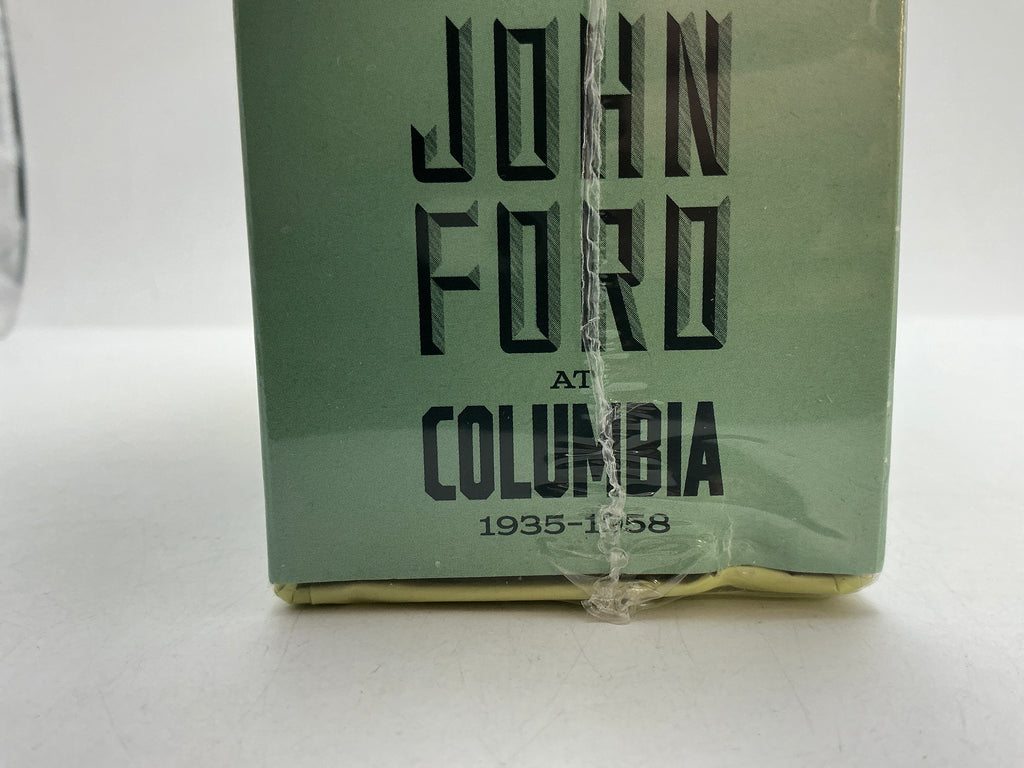 JOHN
FORD
AT
COLUMBIA
1935-1958